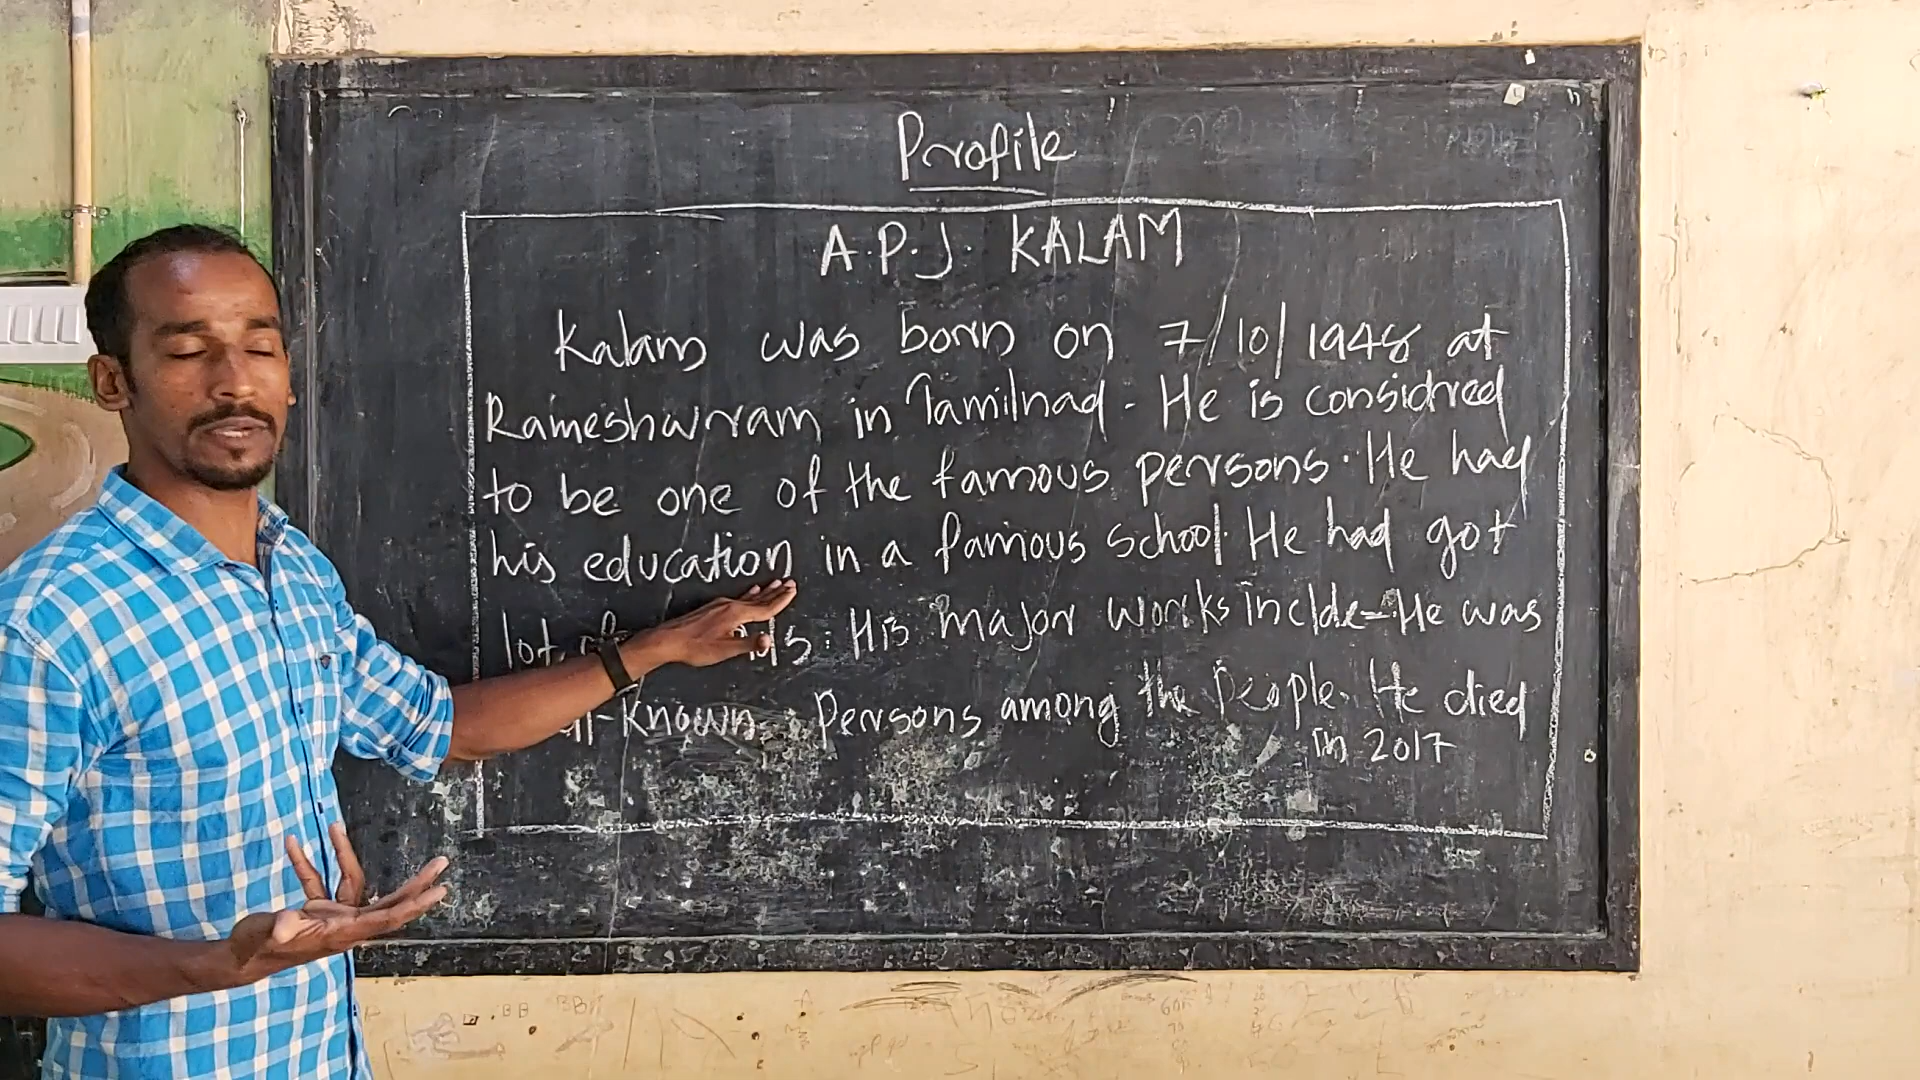 Profile
A.P.J. KALAM
Kalam was born on 7/10/1948 at
Rameshwrram in Tamilnad. He is considred
to be one of the famous persons. He had
his education in a famous school. He had got
lot of His major works inclde- He was
Known persons among the people. He died
in 2017